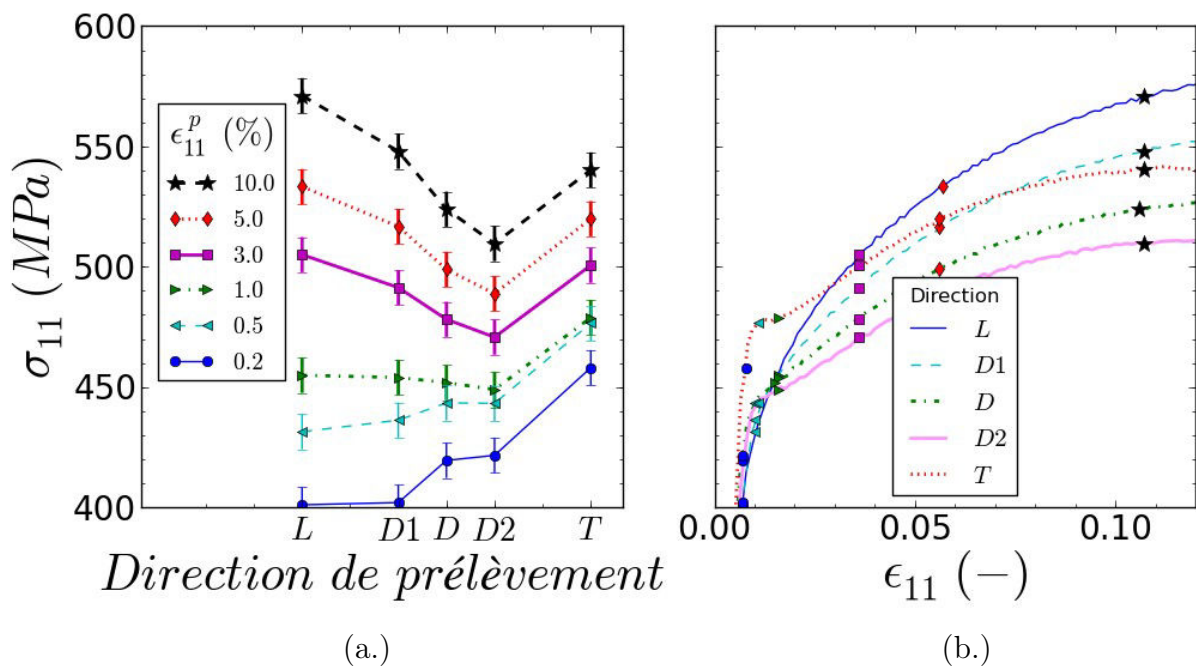 600
550
500
450
400
σ₁₁ (MPa)
ϵ₁₁ᵖ (%)
10.0
5.0
3.0
1.0
0.5
0.2
L D1 D D2 T
Direction de prélèvement
(a.)
Direction
L
D1
D
D2
T
0.00 0.05 0.10
ϵ₁₁ (−)
(b.)